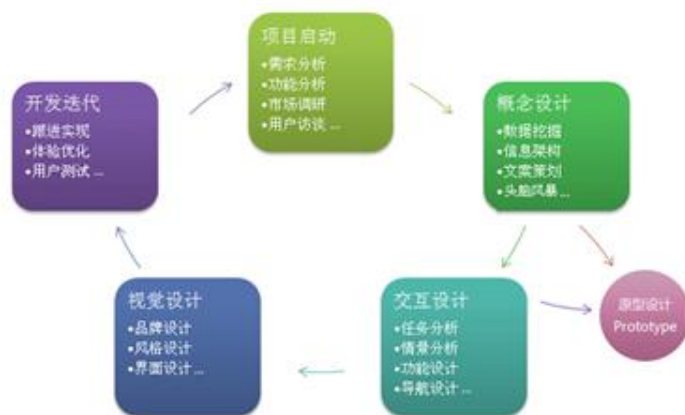 项目启动
•需求分析
•功能分析
•市场调研
•用户访谈 ...
概念设计
•数据挖掘
•信息架构
•文案策划
•头脑风暴 ...
原型设计
Prototype
交互设计
•任务分析
•情景分析
•功能设计
•导航设计 ...
视觉设计
•品牌设计
•风格设计
•界面设计 ...
开发迭代
•跟进实现
•体验优化
•用户测试 ...